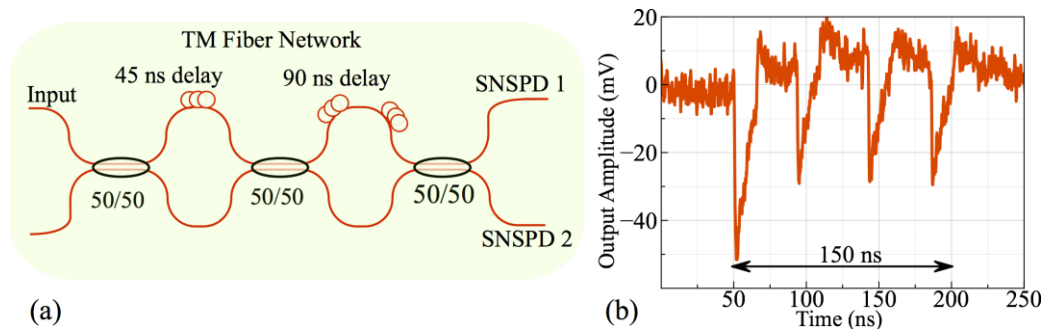 TM Fiber Network
45 ns delay
90 ns delay
Input
SNSPD 1
50/50
50/50
50/50
SNSPD 2
(a)
20
0
−20
−40
Output Amplitude (mV)
150 ns
50
100
150
200
250
Time (ns)
(b)